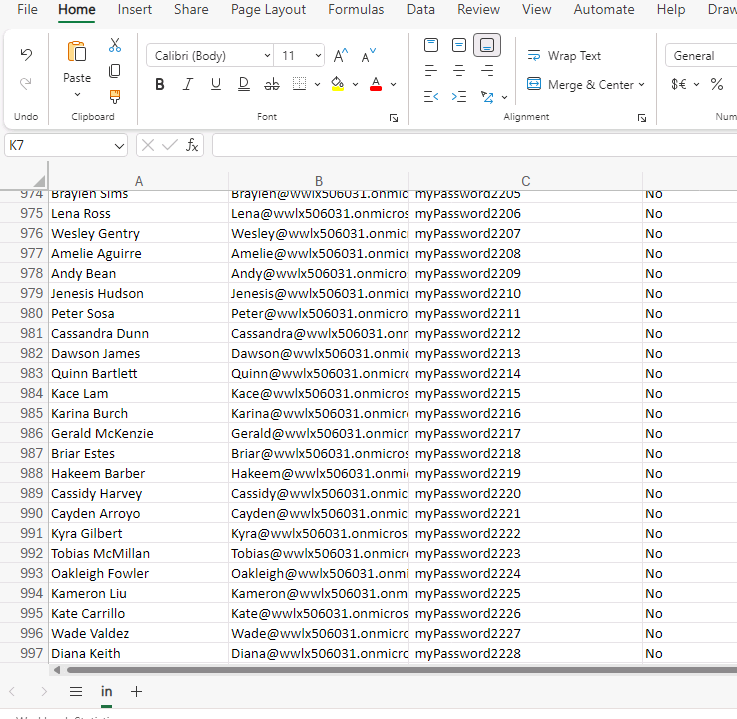 File Home Insert Share Page Layout Formulas Data Review View Automate Help Draw
Calibri (Body) 11 A^ A˅ Wrap Text General
Paste B I U D ab A Merge & Center $€ %
Undo Clipboard Font Alignment Num
K7 fx
A B C
974 Braylen Sims Braylen@wwlx506031.onmic myPassword2205 No
975 Lena Ross Lena@wwlx506031.onmicros myPassword2206 No
976 Wesley Gentry Wesley@wwlx506031.onmic myPassword2207 No
977 Amelie Aguirre Amelie@wwlx506031.onmicr myPassword2208 No
978 Andy Bean Andy@wwlx506031.onmicros myPassword2209 No
979 Jenesis Hudson Jenesis@wwlx506031.onmicr myPassword2210 No
980 Peter Sosa Peter@wwlx506031.onmicros myPassword2211 No
981 Cassandra Dunn Cassandra@wwlx506031.onr myPassword2212 No
982 Dawson James Dawson@wwlx506031.onmic myPassword2213 No
983 Quinn Bartlett Quinn@wwlx506031.onmicro myPassword2214 No
984 Kace Lam Kace@wwlx506031.onmicros myPassword2215 No
985 Karina Burch Karina@wwlx506031.onmicro myPassword2216 No
986 Gerald McKenzie Gerald@wwlx506031.onmicr myPassword2217 No
987 Briar Estes Briar@wwlx506031.onmicros myPassword2218 No
988 Hakeem Barber Hakeem@wwlx506031.onmi myPassword2219 No
989 Cassidy Harvey Cassidy@wwlx506031.onmic myPassword2220 No
990 Cayden Arroyo Cayden@wwlx506031.onmic myPassword2221 No
991 Kyra Gilbert Kyra@wwlx506031.onmicros myPassword2222 No
992 Tobias McMillan Tobias@wwlx506031.onmicr myPassword2223 No
993 Oakleigh Fowler Oakleigh@wwlx506031.onmi myPassword2224 No
994 Kameron Liu Kameron@wwlx506031.onm myPassword2225 No
995 Kate Carrillo Kate@wwlx506031.onmicros myPassword2226 No
996 Wade Valdez Wade@wwlx506031.onmicro myPassword2227 No
997 Diana Keith Diana@wwlx506031.onmicro myPassword2228 No
in